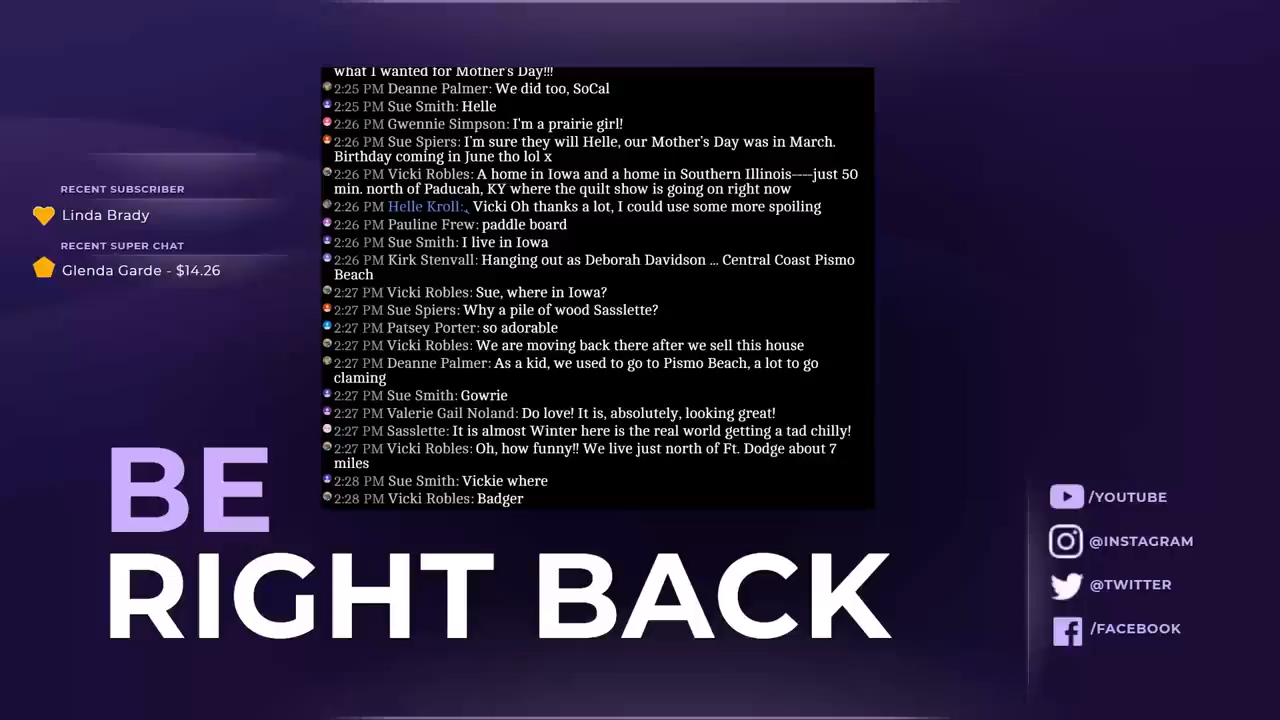 what I wanted for Mother's Day!!!
2:25 PM Deanne Palmer: We did too, SoCal
2:25 PM Sue Smith: Helle
2:26 PM Gwennie Simpson: I'm a prairie girl!
2:26 PM Sue Spiers: I'm sure they will Helle, our Mother's Day was in March.
Birthday coming in June tho lol x
2:26 PM Vicki Robles: A home in Iowa and a home in Southern Illinois----just 50
min. north of Paducah, KY where the quilt show is going on right now
2:26 PM Helle Kroll: Vicki Oh thanks a lot, I could use some more spoiling
2:26 PM Pauline Frew: paddle board
2:26 PM Sue Smith: I live in Iowa
2:26 PM Kirk Stenvall: Hanging out as Deborah Davidson ... Central Coast Pismo
Beach
2:27 PM Vicki Robles: Sue, where in Iowa?
2:27 PM Sue Spiers: Why a pile of wood Sasslette?
2:27 PM Patsey Porter: so adorable
2:27 PM Vicki Robles: We are moving back there after we sell this house
2:27 PM Deanne Palmer: As a kid, we used to go to Pismo Beach, a lot to go
claming
2:27 PM Sue Smith: Gowrie
2:27 PM Valerie Gail Noland: Do love! It is, absolutely, looking great!
2:27 PM Sasslette: It is almost Winter here is the real world getting a tad chilly!
2:27 PM Vicki Robles: Oh, how funny!! We live just north of Ft. Dodge about 7
miles
2:28 PM Sue Smith: Vickie where
2:28 PM Vicki Robles: Badger
RECENT SUBSCRIBER
Linda Brady
RECENT SUPER CHAT
Glenda Garde - $14.26
BE
RIGHT BACK
/YOUTUBE
@INSTAGRAM
@TWITTER
/FACEBOOK